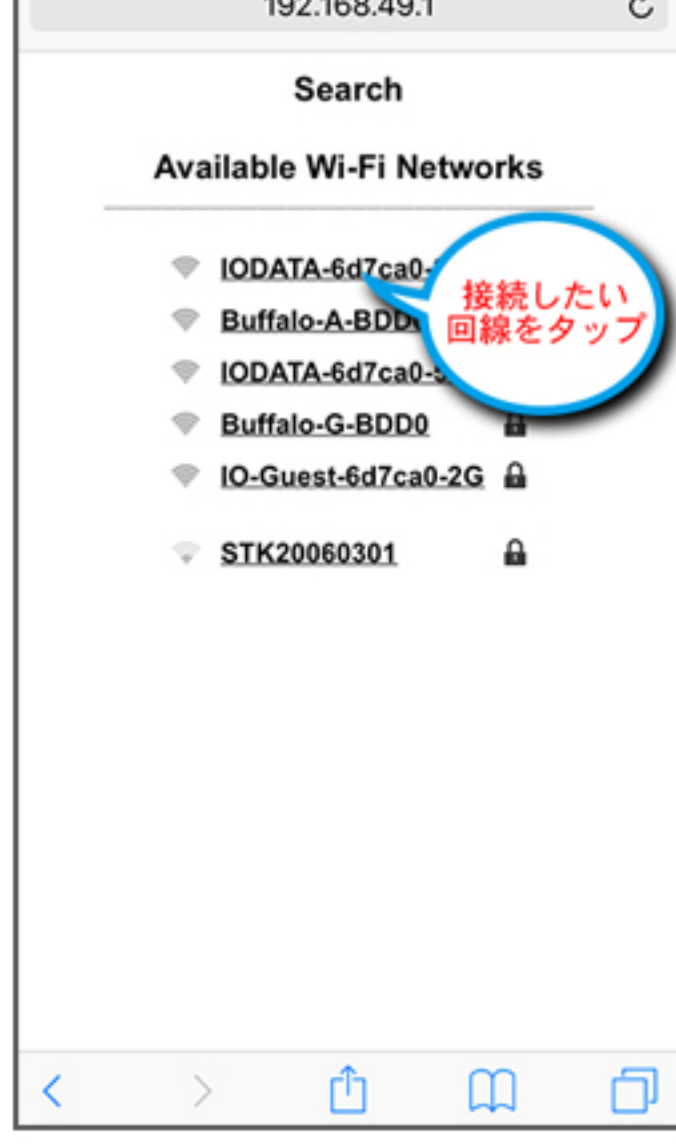 192.168.49.1
Search
Available Wi-Fi Networks
IODATA-6d7ca0-
接続したい
回線をタップ
Buffalo-A-BDD
IODATA-6d7ca0-
Buffalo-G-BDD0
IO-Guest-6d7ca0-2G
STK20060301